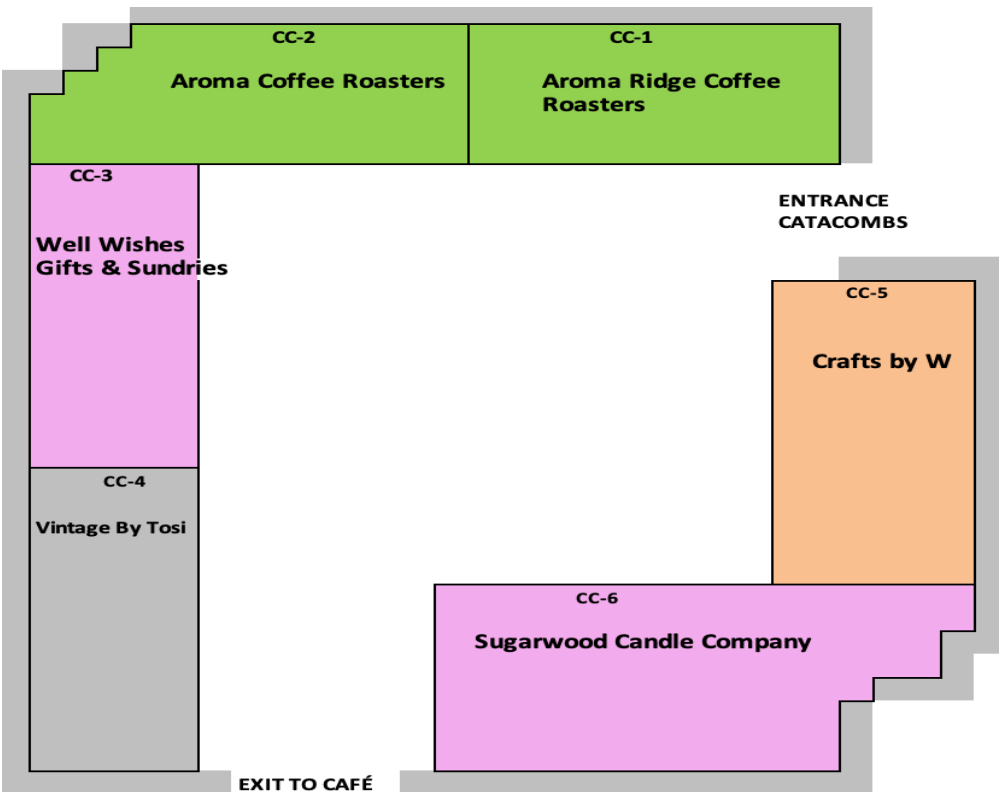 CC-2
Aroma Coffee Roasters
CC-1
Aroma Ridge Coffee
Roasters
CC-3
Well Wishes
Gifts & Sundries
ENTRANCE
CATACOMBS
CC-5
Crafts by W
CC-4
Vintage By Tosi
CC-6
Sugarwood Candle Company
EXIT TO CAFÉ